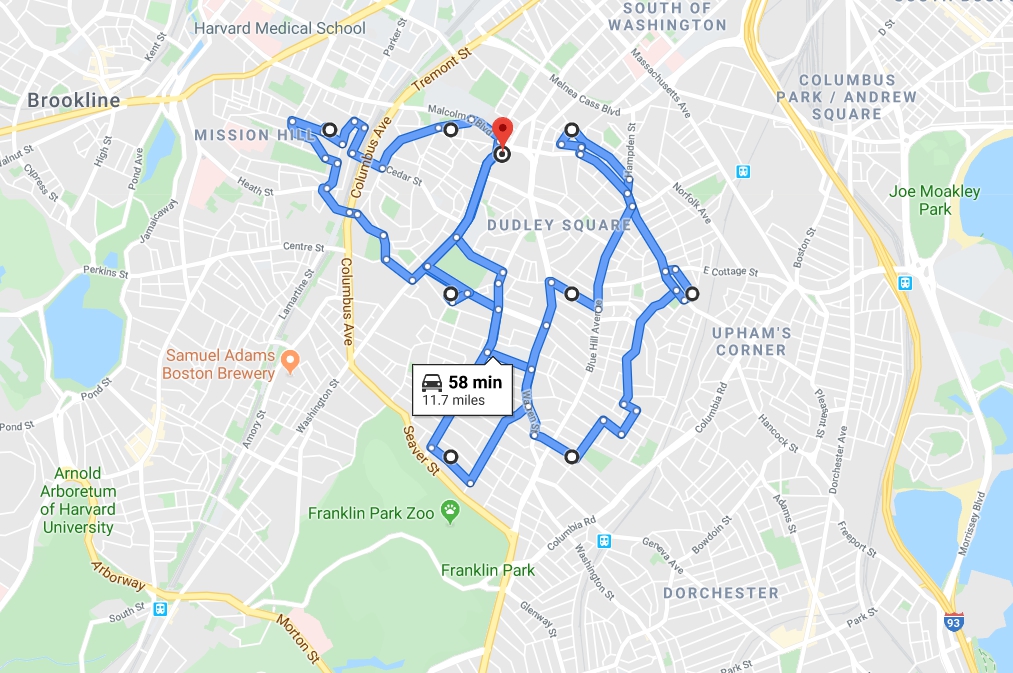 SOUTH OF
WASHINGTON
Harvard Medical School
Kent St
Parker St
D St
Tremont St
Massachusetts Ave
COLUMBUS
PARK / ANDREW
SQUARE
Brookline
High St
Melnea Cass Blvd
Malcolm
Blvd
MISSION HILL
Walnut St
Cypress St
Pond Ave
Columbus Ave
Hampden St
Cedar St
Heath St
Jamaicaway
Norfolk Ave
Joe Moakley
Park
DUDLEY SQUARE
Boston St
Centre St
Perkins St
E Cottage St
Lamartine St
Columbus Ave
Blue Hill Avenue
UPHAM'S
CORNER
Samuel Adams
Boston Brewery
58 min
11.7 miles
Pond St
Washington St
Amory St
Warren St
Columbia Rd
Pleasant St
Pond St
Hancock St
Seaver St
Dorchester Ave
Arnold
Arboretum
of Harvard
University
Franklin Park Zoo
Adams St
Morrissey Blvd
Columbia Rd
Bowdoin St
Freeport St
Geneva Ave
Washington St
Franklin Park
Arborway
DORCHESTER
South St
Glenway St
Park St
93
Morton St
Park St